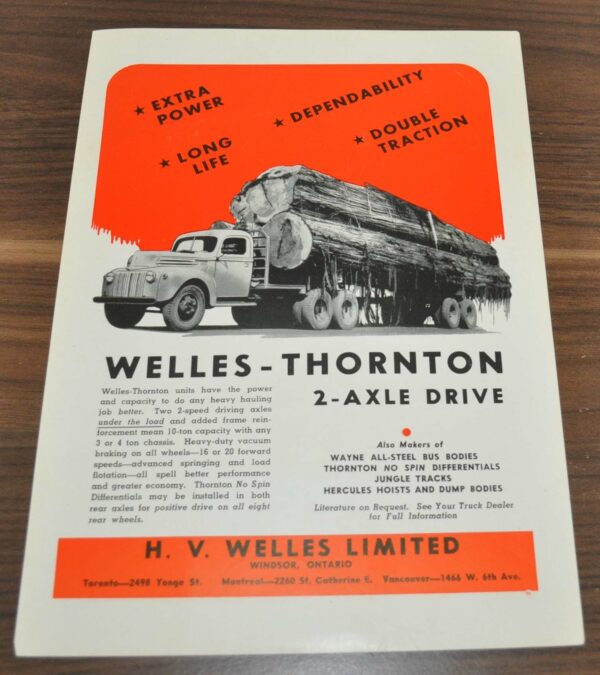 ★ EXTRA
POWER
★ DEPENDABILITY
★ LONG
LIFE
★ DOUBLE
TRACTION
WELLES-THORNTON
2-AXLE DRIVE
Welles-Thornton units have the power
and capacity to do any heavy hauling
job better. Two 2-speed driving axles
under the load and added frame rein-
forcement mean 10-ton capacity with any
3 or 4 ton chassis. Heavy-duty vacuum
braking on all wheels—16 or 20 forward
speeds—advanced springing and load
flotation—all spell better performance
and greater economy. Thornton No Spin
Differentials may be installed in both
rear axles for positive drive on all eight
rear wheels.
Also Makers of
WAYNE ALL-STEEL BUS BODIES
THORNTON NO SPIN DIFFERENTIALS
JUNGLE TRACKS
HERCULES HOISTS AND DUMP BODIES
Literature on Request. See Your Truck Dealer
for Full Information
H. V. WELLES LIMITED
WINDSOR, ONTARIO
Toronto—2498 Yonge St. Montreal—2260 St. Catherine E. Vancouver—1466 W. 6th Ave.